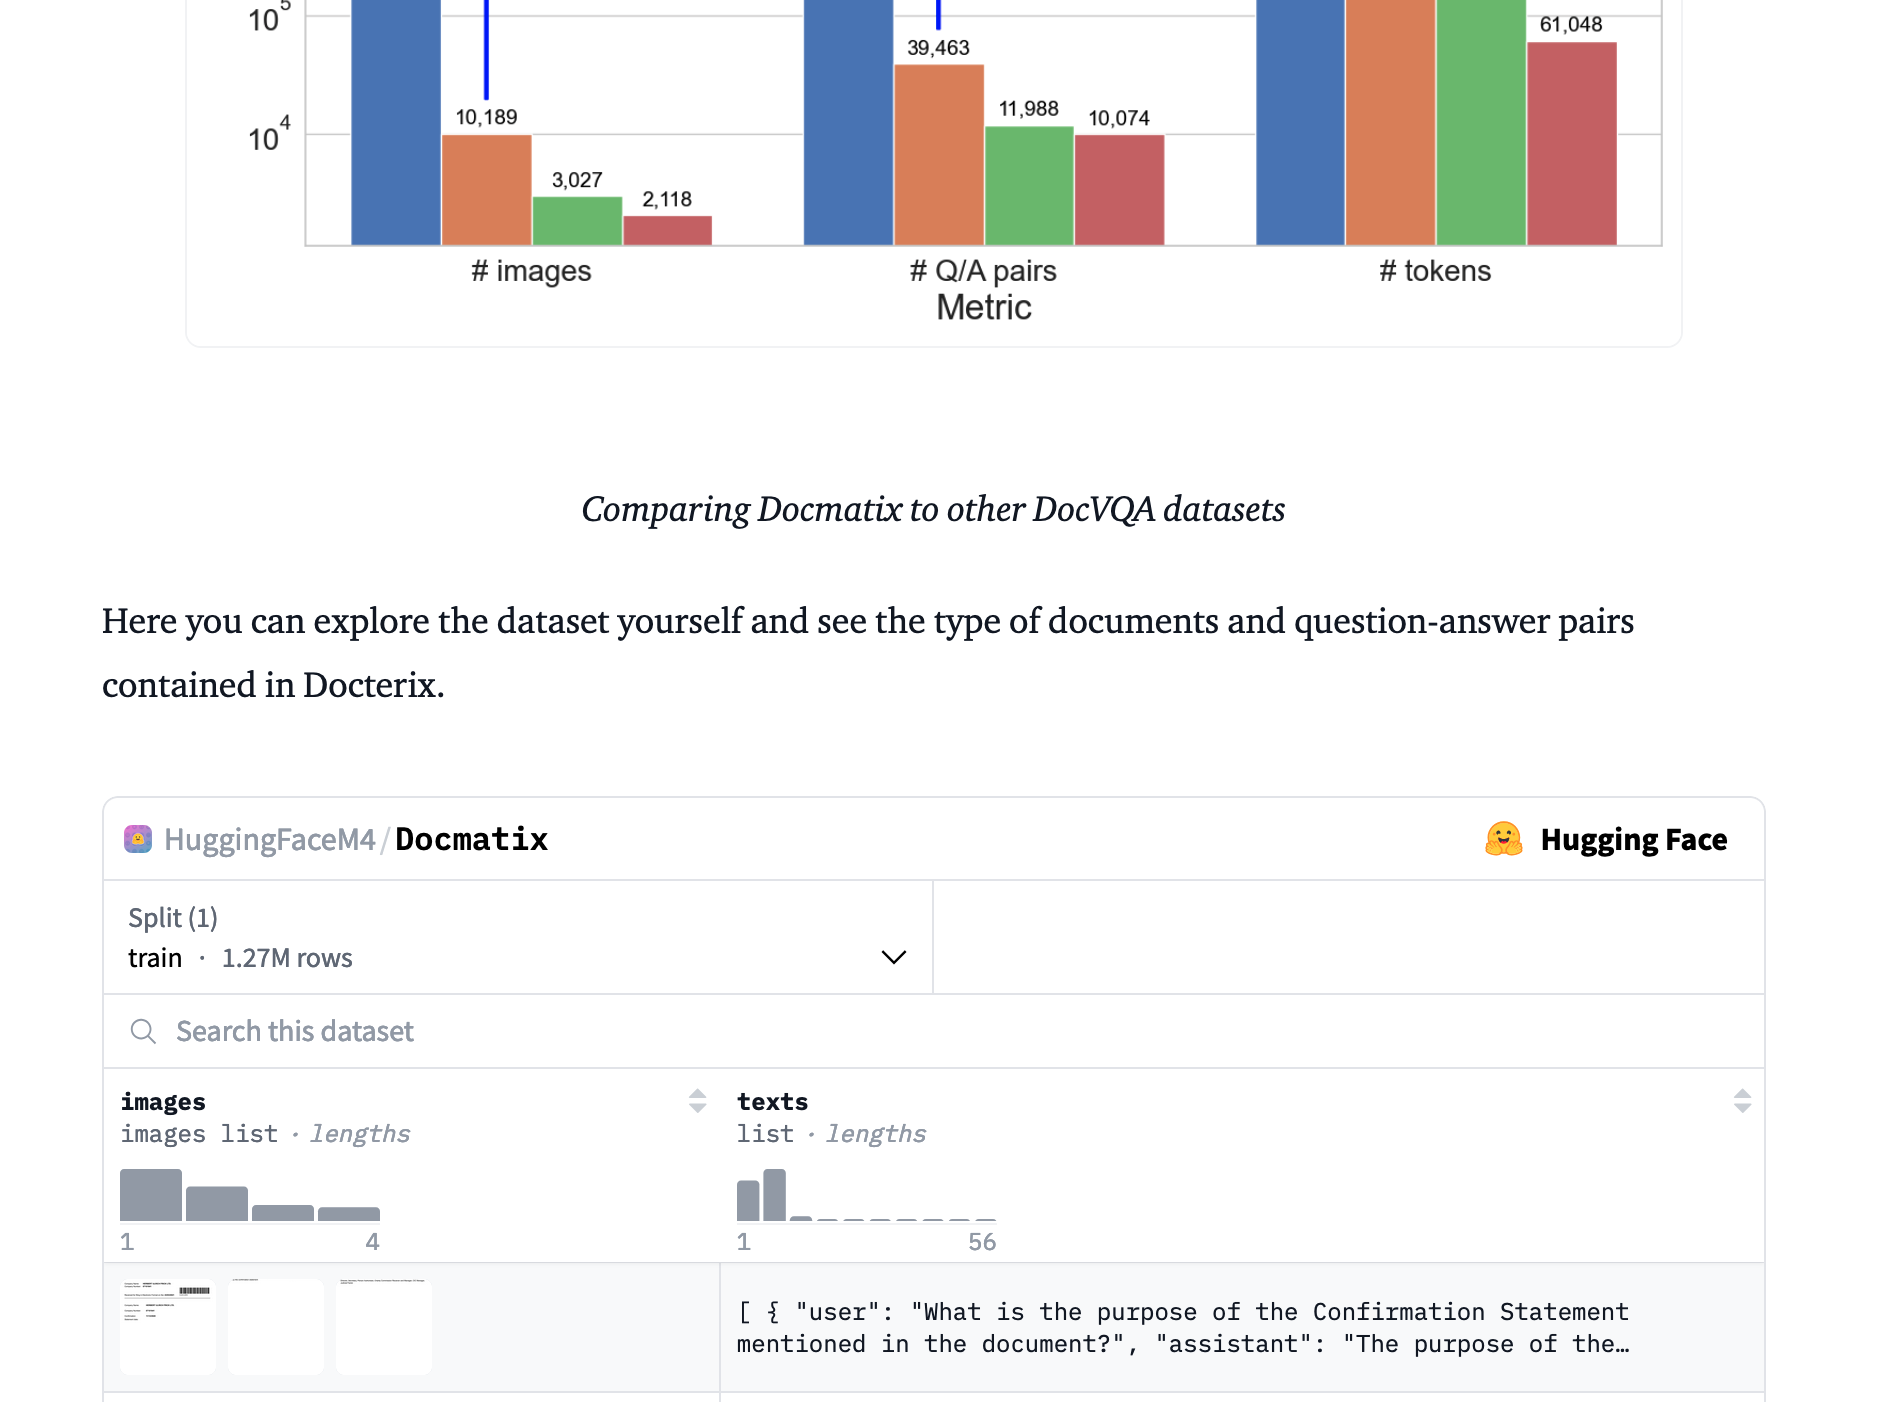 10⁵
61,048
39,463
10,189
11,988
10,074
10⁴
3,027
2,118
# images
# Q/A pairs
# tokens
Metric
Comparing Docmatix to other DocVQA datasets
Here you can explore the dataset yourself and see the type of documents and question-answer pairs
contained in Docterix.
HuggingFaceM4/Docmatix
Hugging Face
Split (1)
train · 1.27M rows
Search this dataset
images
images list · lengths
1
4
texts
list · lengths
1
56
[ { "user": "What is the purpose of the Confirmation Statement
mentioned in the document?", "assistant": "The purpose of the…